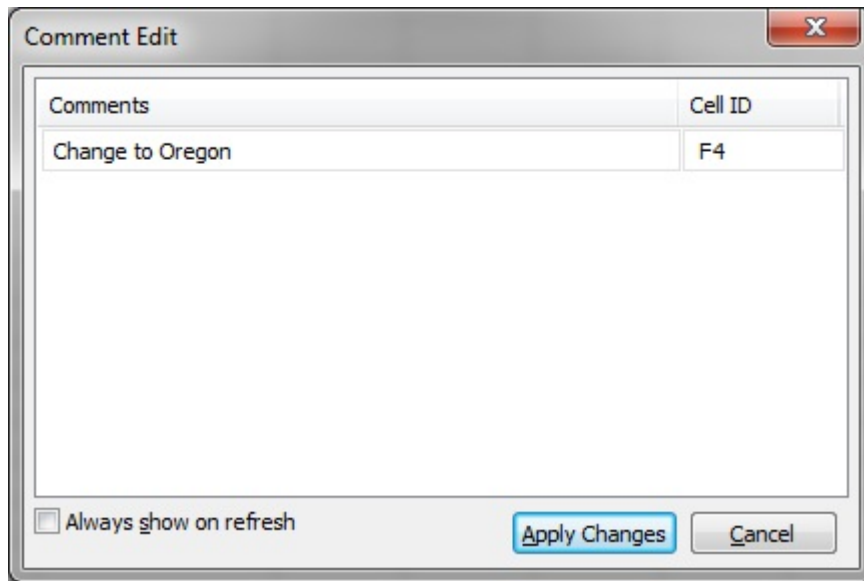 Comment Edit
Comments Cell ID
Change to Oregon F4
Always show on refresh Apply Changes Cancel